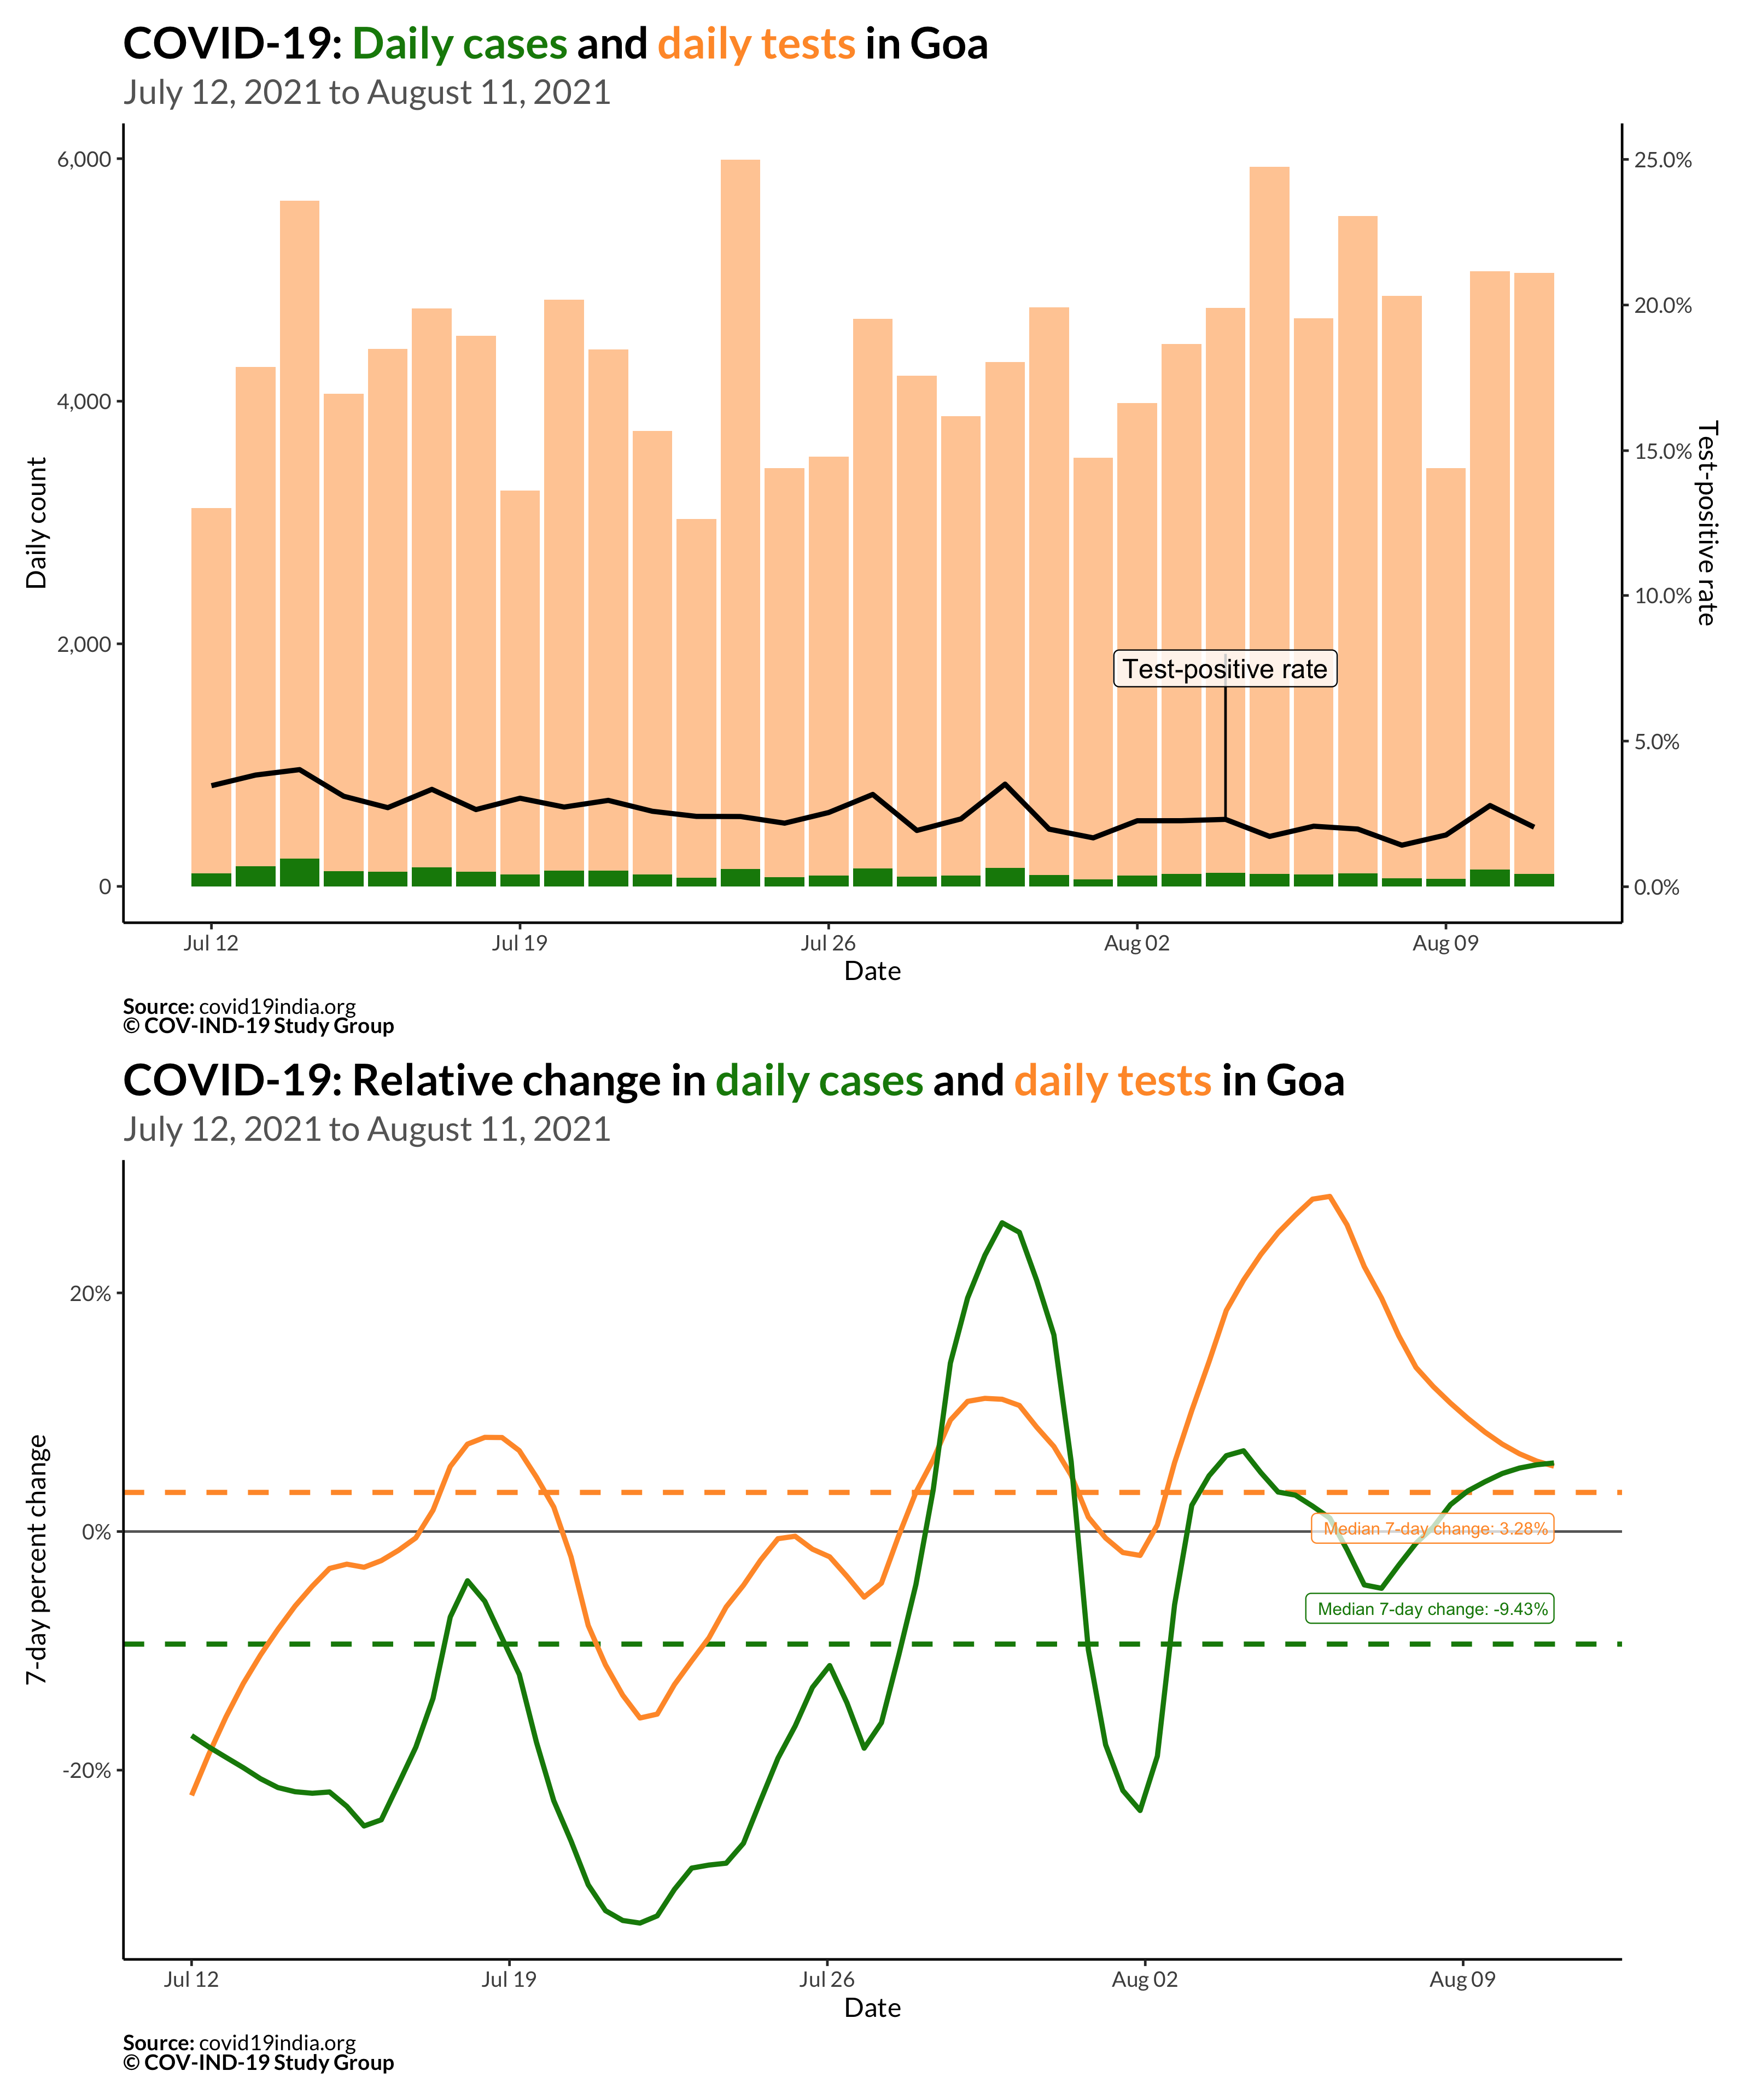 COVID-19: Daily cases and daily tests in Goa
July 12, 2021 to August 11, 2021
6,000
4,000
2,000
0
Daily count
25.0%
20.0%
15.0%
10.0%
5.0%
0.0%
Test-positive rate
Test-positive rate
Jul 12
Jul 19
Jul 26
Aug 02
Aug 09
Date
Source: covid19india.org
© COV-IND-19 Study Group
COVID-19: Relative change in daily cases and daily tests in Goa
July 12, 2021 to August 11, 2021
20%
0%
-20%
7-day percent change
Median 7-day change: 3.28%
Median 7-day change: -9.43%
Jul 12
Jul 19
Jul 26
Aug 02
Aug 09
Date
Source: covid19india.org
© COV-IND-19 Study Group